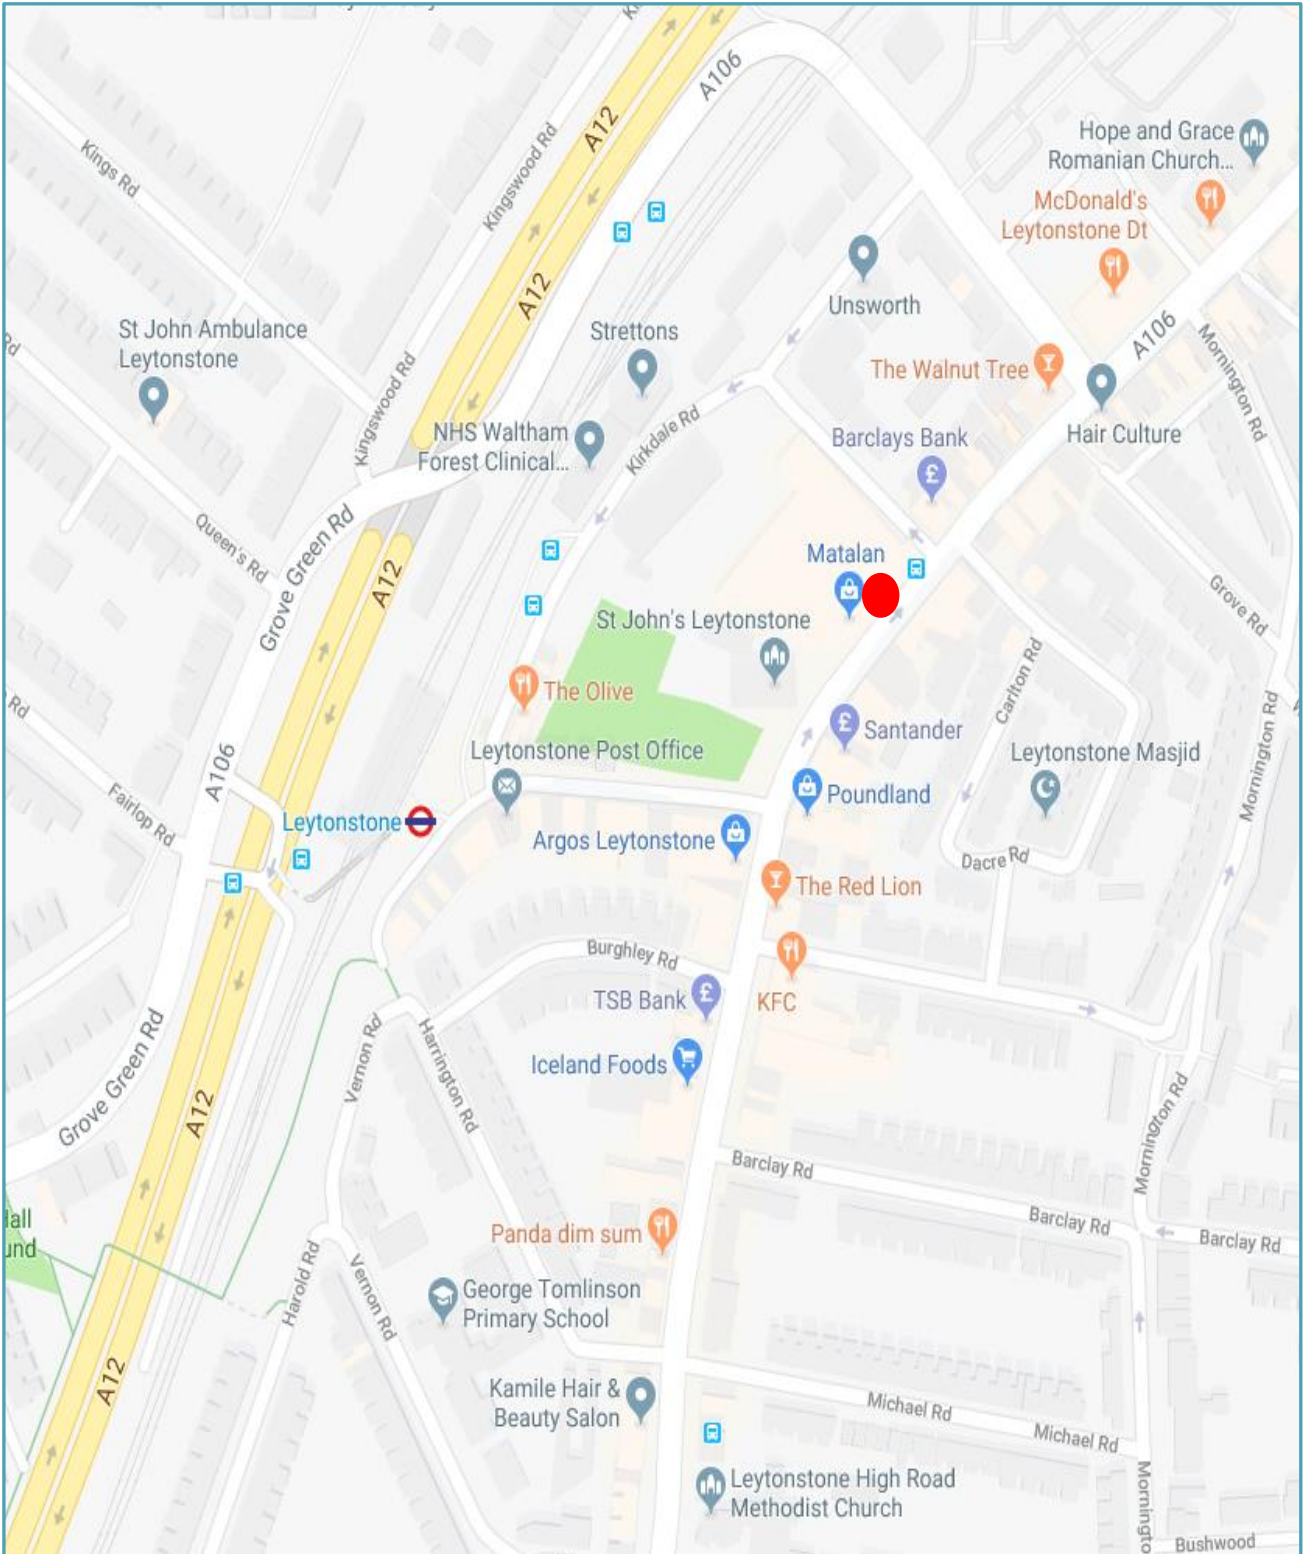 A106
A12
Hope and Grace
Romanian Church...
Kings Rd
Kingswood Rd
McDonald's
Leytonstone Dt
A12
Unsworth
St John Ambulance
Leytonstone
Strettons
A106
Mornington Rd
Rd
The Walnut Tree
Kingswood Rd
NHS Waltham
Forest Clinical...
Kirkdale Rd
Barclays Bank
Hair Culture
Queen's Rd
Grove Green Rd
A12
Matalan
Grove Rd
St John's Leytonstone
Carlton Rd
The Olive
Rd
Santander
Mornington Rd
Leytonstone Post Office
Leytonstone Masjid
A106
Fairlop Rd
Leytonstone
Poundland
Argos Leytonstone
Dacre Rd
The Red Lion
Burghley Rd
TSB Bank
KFC
Vernon Rd
Harrington Rd
Iceland Foods
Grove Green Rd
A12
Mornington Rd
Barclay Rd
Barclay Rd
Barclay Rd
Panda dim sum
Harold Rd
Vernon Rd
George Tomlinson
Primary School
A12
Kamile Hair &
Beauty Salon
Michael Rd
Michael Rd
Leytonstone High Road
Methodist Church
Morningto
Bushwood